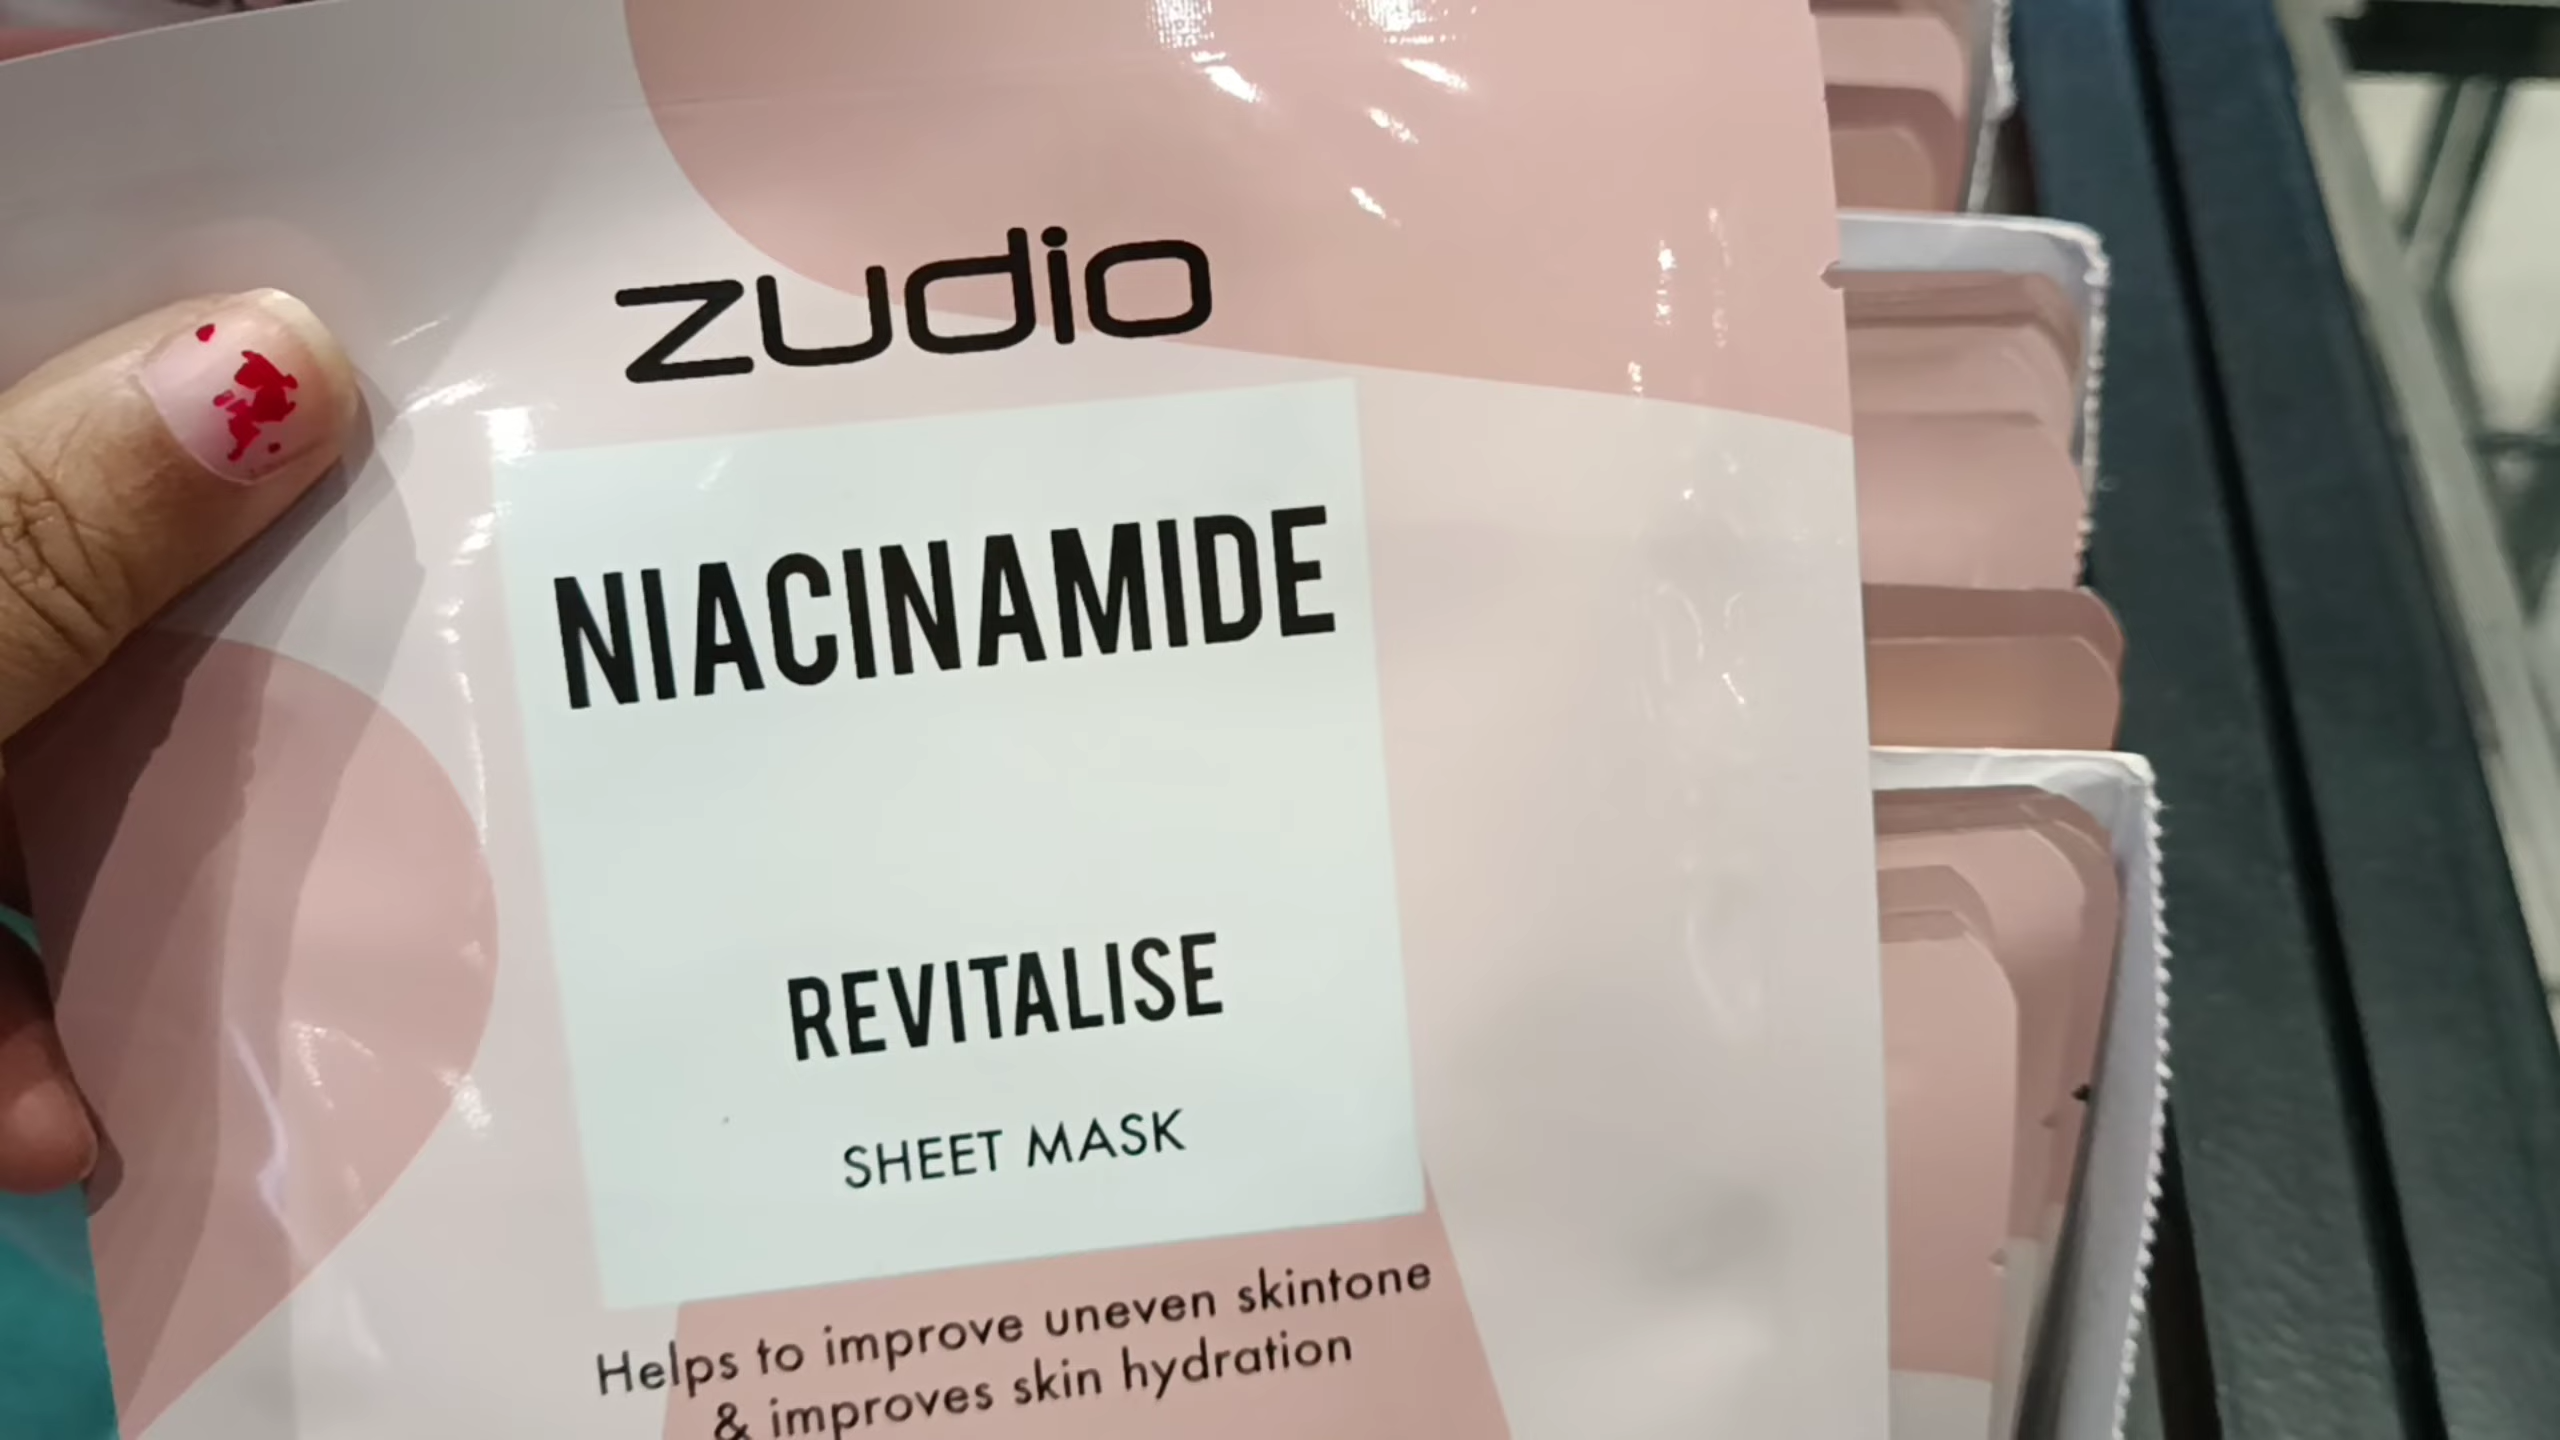 zudio
NIACINAMIDE
REVITALISE
SHEET MASK
Helps to improve uneven skintone
& improves skin hydration